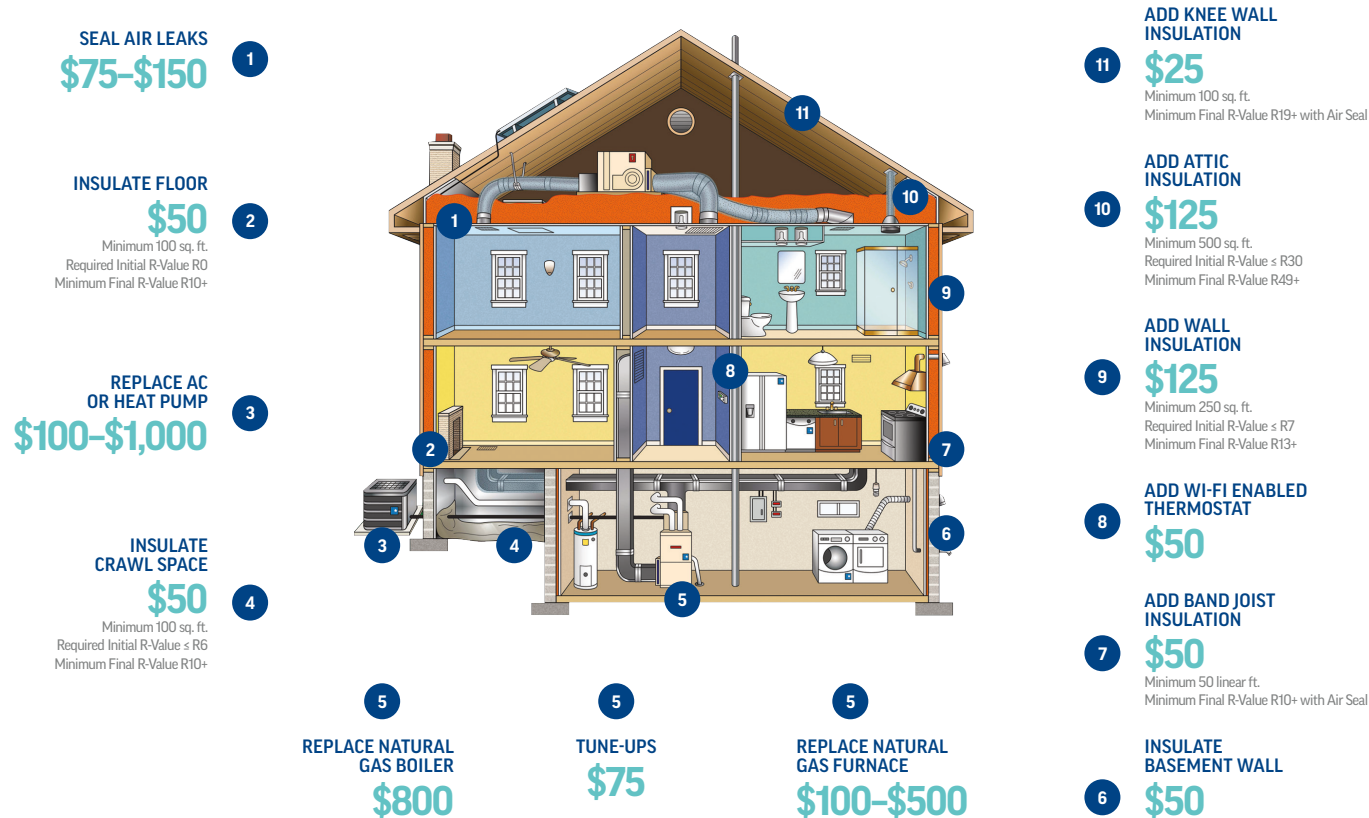 SEAL AIR LEAKS
$75–$150
1
INSULATE FLOOR
$50
Minimum 100 sq. ft.
Required Initial R-Value R0
Minimum Final R-Value R10+
2
REPLACE AC
OR HEAT PUMP
$100–$1,000
3
INSULATE
CRAWL SPACE
$50
Minimum 100 sq. ft.
Required Initial R-Value ≤ R6
Minimum Final R-Value R10+
4
11
10
1
9
8
2
7
3
4
6
5
5
REPLACE NATURAL
GAS BOILER
$800
5
TUNE-UPS
$75
5
REPLACE NATURAL
GAS FURNACE
$100–$500
ADD KNEE WALL
INSULATION
11
$25
Minimum 100 sq. ft.
Minimum Final R-Value R19+ with Air Seal
ADD ATTIC
INSULATION
10
$125
Minimum 500 sq. ft.
Required Initial R-Value ≤ R30
Minimum Final R-Value R49+
ADD WALL
INSULATION
9
$125
Minimum 250 sq. ft.
Required Initial R-Value ≤ R7
Minimum Final R-Value R13+
ADD WI-FI ENABLED
THERMOSTAT
8
$50
ADD BAND JOIST
INSULATION
7
$50
Minimum 50 linear ft.
Minimum Final R-Value R10+ with Air Seal
INSULATE
BASEMENT WALL
6
$50